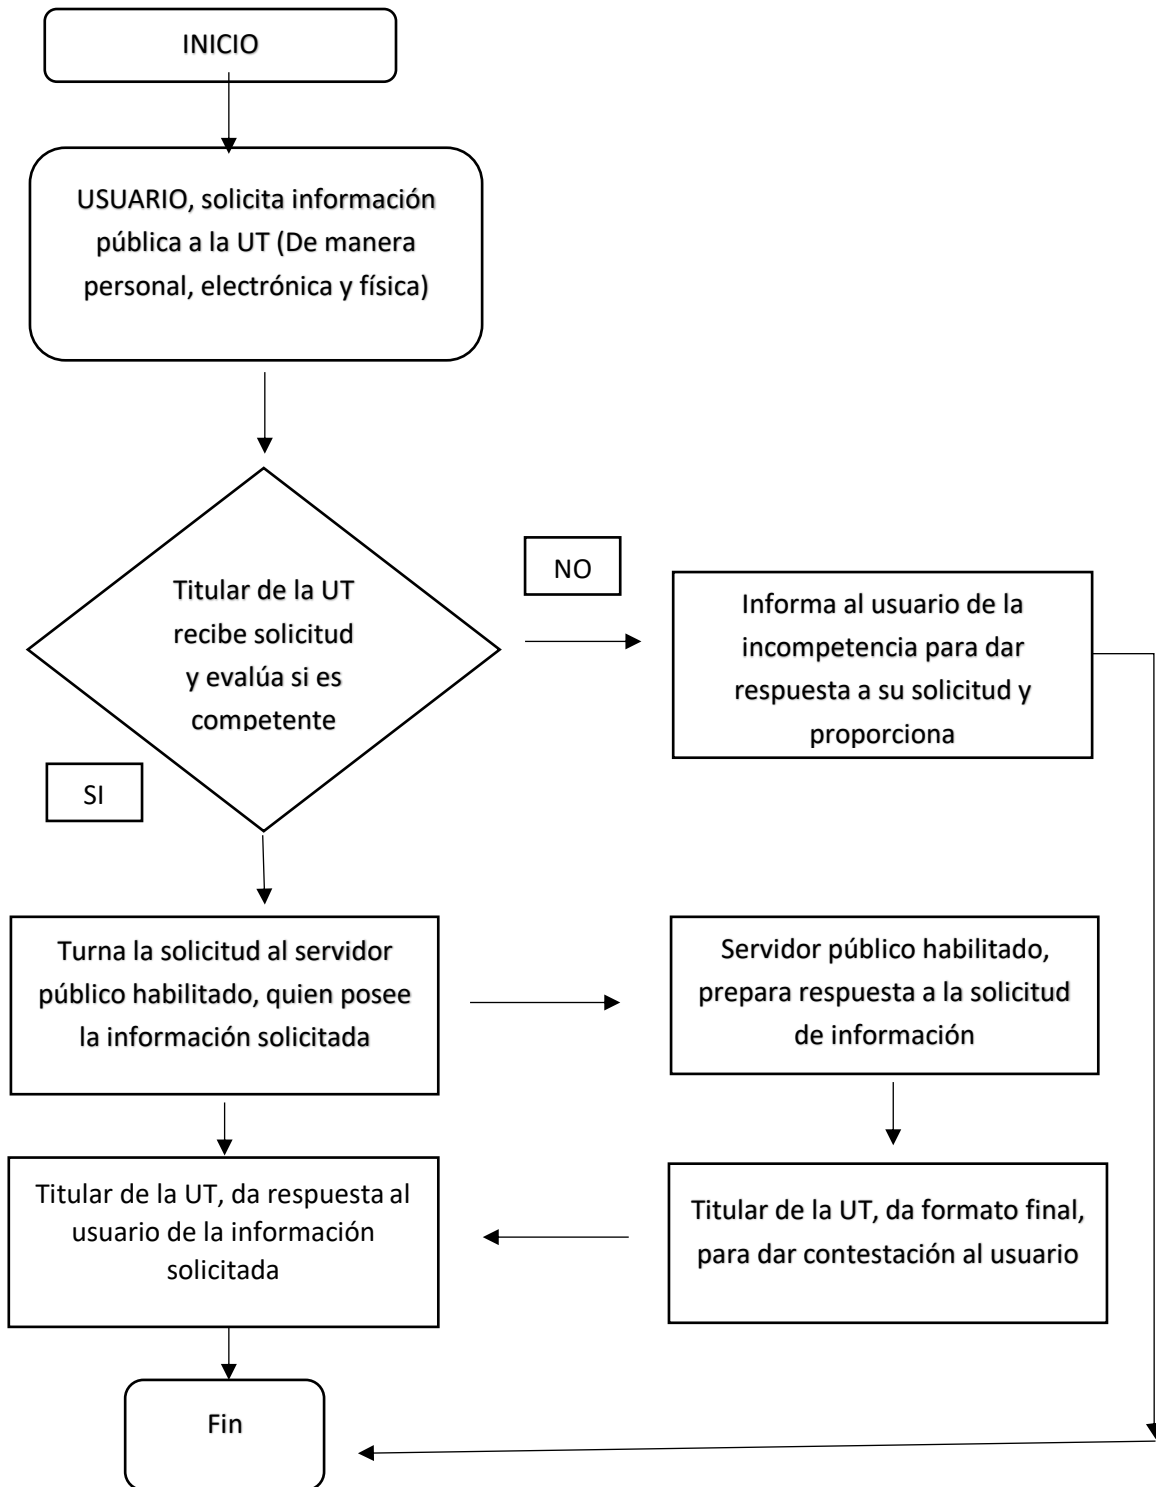 INICIO
USUARIO, solicita información
pública a la UT (De manera
personal, electrónica y física)
Titular de la UT
recibe solicitud
y evalúa si es
competente
NO
Informa al usuario de la
incompetencia para dar
respuesta a su solicitud y
proporciona
SI
Turna la solicitud al servidor
público habilitado, quien posee
la información solicitada
Servidor público habilitado,
prepara respuesta a la solicitud
de información
Titular de la UT, da respuesta al
usuario de la información
solicitada
Titular de la UT, da formato final,
para dar contestación al usuario
Fin